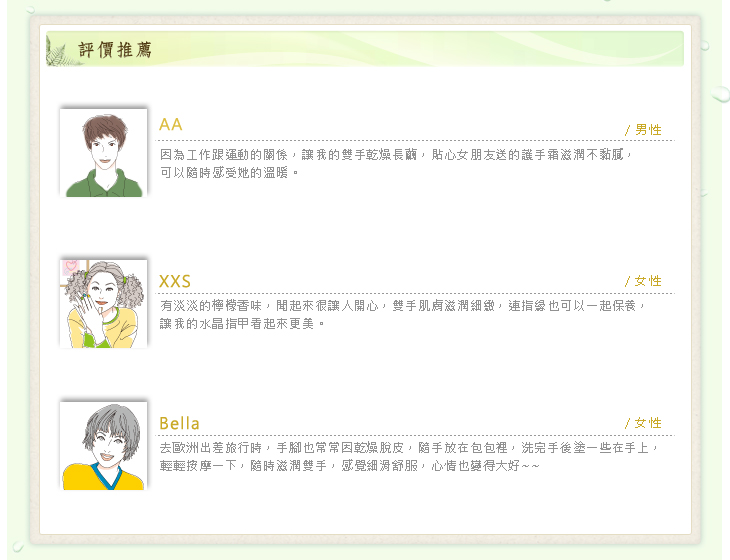 評價推薦
AA
/ 男性
因為工作跟運動的關係，讓我的雙手乾燥長繭，貼心女朋友送的護手霜滋潤不黏膩，
可以隨時感受她的溫暖。
XXS
/ 女性
有淡淡的檸檬香味，聞起來很讓人開心，雙手肌膚滋潤細緻，連指緣也可以一起保養，
讓我的水晶指甲看起來更美。
Bella
/ 女性
去歐洲出差旅行時，手腳也常常因乾燥脫皮，隨手放在包包裡，洗完手後塗一些在手上，
輕輕按摩一下，隨時滋潤雙手，感覺細滑舒服，心情也變得大好~~